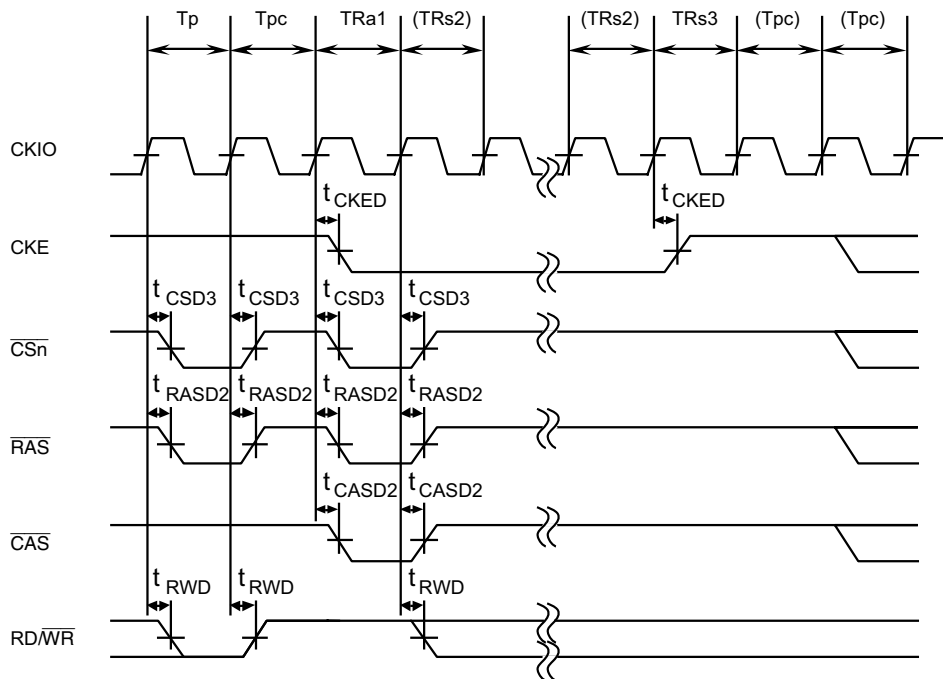 Tp Tpc TRa1 (TRs2) (TRs2) TRs3 (Tpc) (Tpc)
CKIO
tCKED tCKED
CKE
tCSD3 tCSD3 tCSD3 tCSD3
CSn
tRASD2 tRASD2 tRASD2 tRASD2
RAS
tCASD2 tCASD2
CAS
tRWD tRWD tRWD
RD/WR